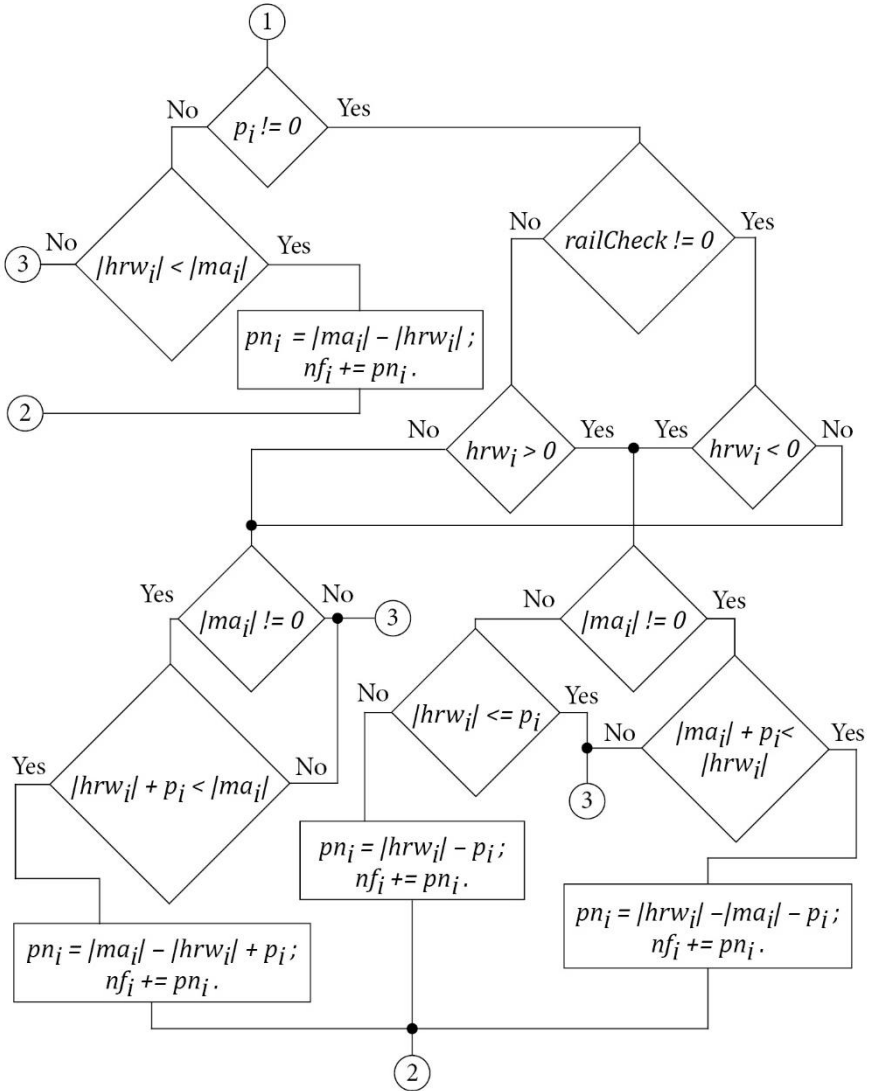 1
No
Yes
p_i != 0
No
Yes
railCheck != 0
No
Yes
3
|hrw_i| < |ma_i|
pn_i = |ma_i| – |hrw_i| ;
nf_i += pn_i .
2
No
Yes
Yes
No
hrw_i > 0
hrw_i < 0
Yes
No
No
Yes
|ma_i| != 0
3
|ma_i| != 0
No
Yes
No
Yes
|hrw_i| <= p_i
|ma_i| + p_i <
|hrw_i|
Yes
No
|hrw_i| + p_i < |ma_i|
3
pn_i = |hrw_i| – p_i ;
nf_i += pn_i .
pn_i = |hrw_i| –|ma_i| – p_i ;
nf_i += pn_i .
pn_i = |ma_i| – |hrw_i| + p_i ;
nf_i += pn_i .
2